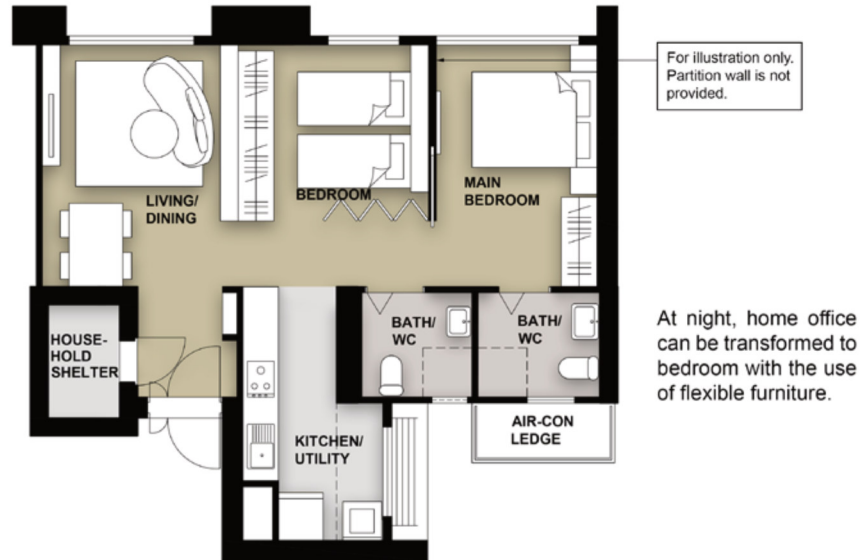 For illustration only.
Partition wall is not
provided.
LIVING/
DINING
BEDROOM
MAIN
BEDROOM
HOUSE-
HOLD
SHELTER
BATH/
WC
BATH/
WC
KITCHEN/
UTILITY
AIR-CON
LEDGE
At night, home office
can be transformed to
bedroom with the use
of flexible furniture.